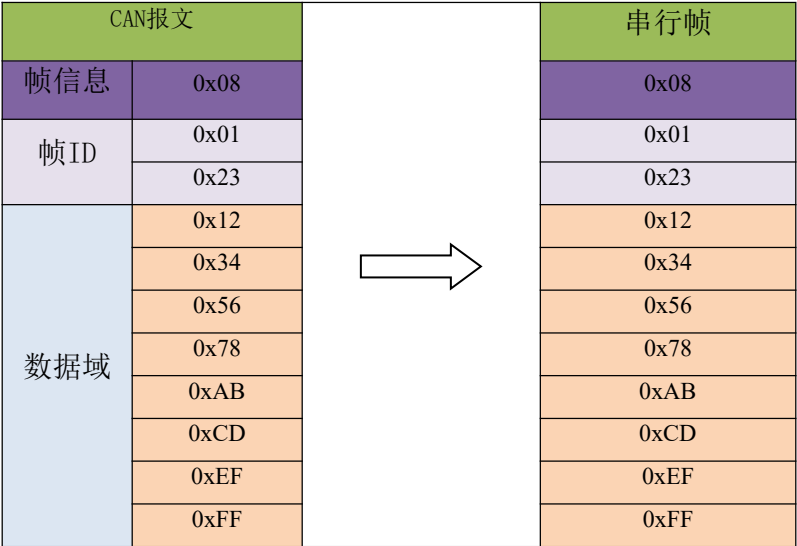 CAN报文 串行帧
帧信息 0x08 0x08
帧ID 0x01 0x01
0x23 0x23
数据域 0x12 0x12
0x34 0x34
0x56 0x56
0x78 0x78
0xAB 0xAB
0xCD 0xCD
0xEF 0xEF
0xFF 0xFF